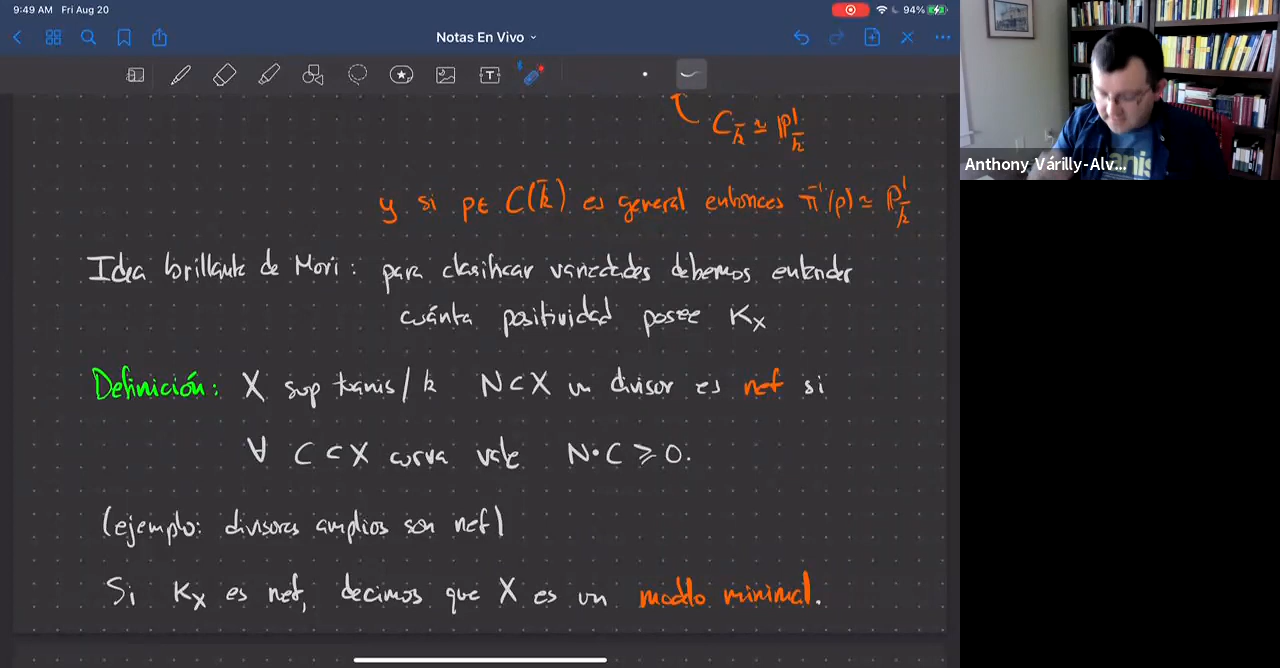 9:49 AM Fri Aug 20
94%
Notas En Vivo
C_k̄ ≃ P¹_k̄
y si p ∈ C(k̄) es general entonces π⁻¹(p) ≃ P¹_k̄
Idea brillante de Mori: para clasificar variedades debemos entender
cuánta positividad posee K_X
Definición: X sup tranis/k N ⊂ X un divisor es nef si
∀ C ⊂ X curva vale N·C ⩾ 0.
(ejemplo: divisores amplios son nef)
Si K_X es nef, decimos que X es un modelo minimal.
Anthony Várilly-Alv...